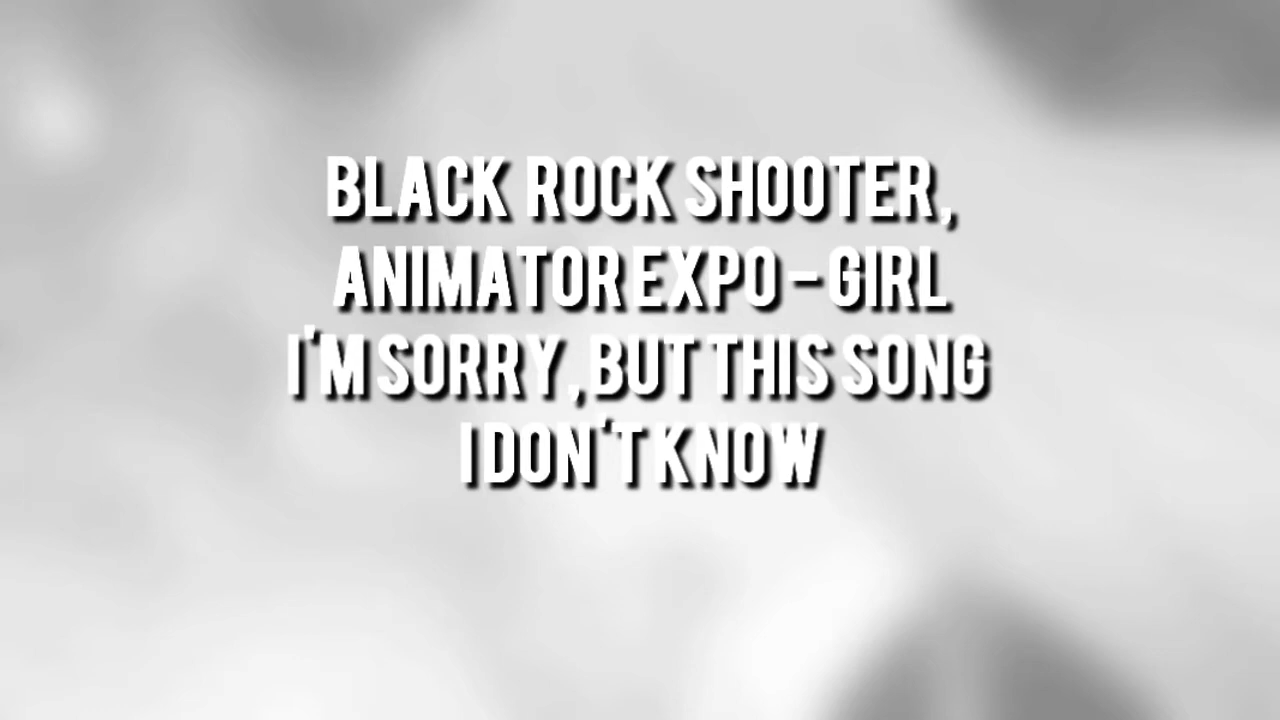 BLACK ROCK SHOOTER,
ANIMATOR EXPO - GIRL
I'M SORRY, BUT THIS SONG
I DON'T KNOW